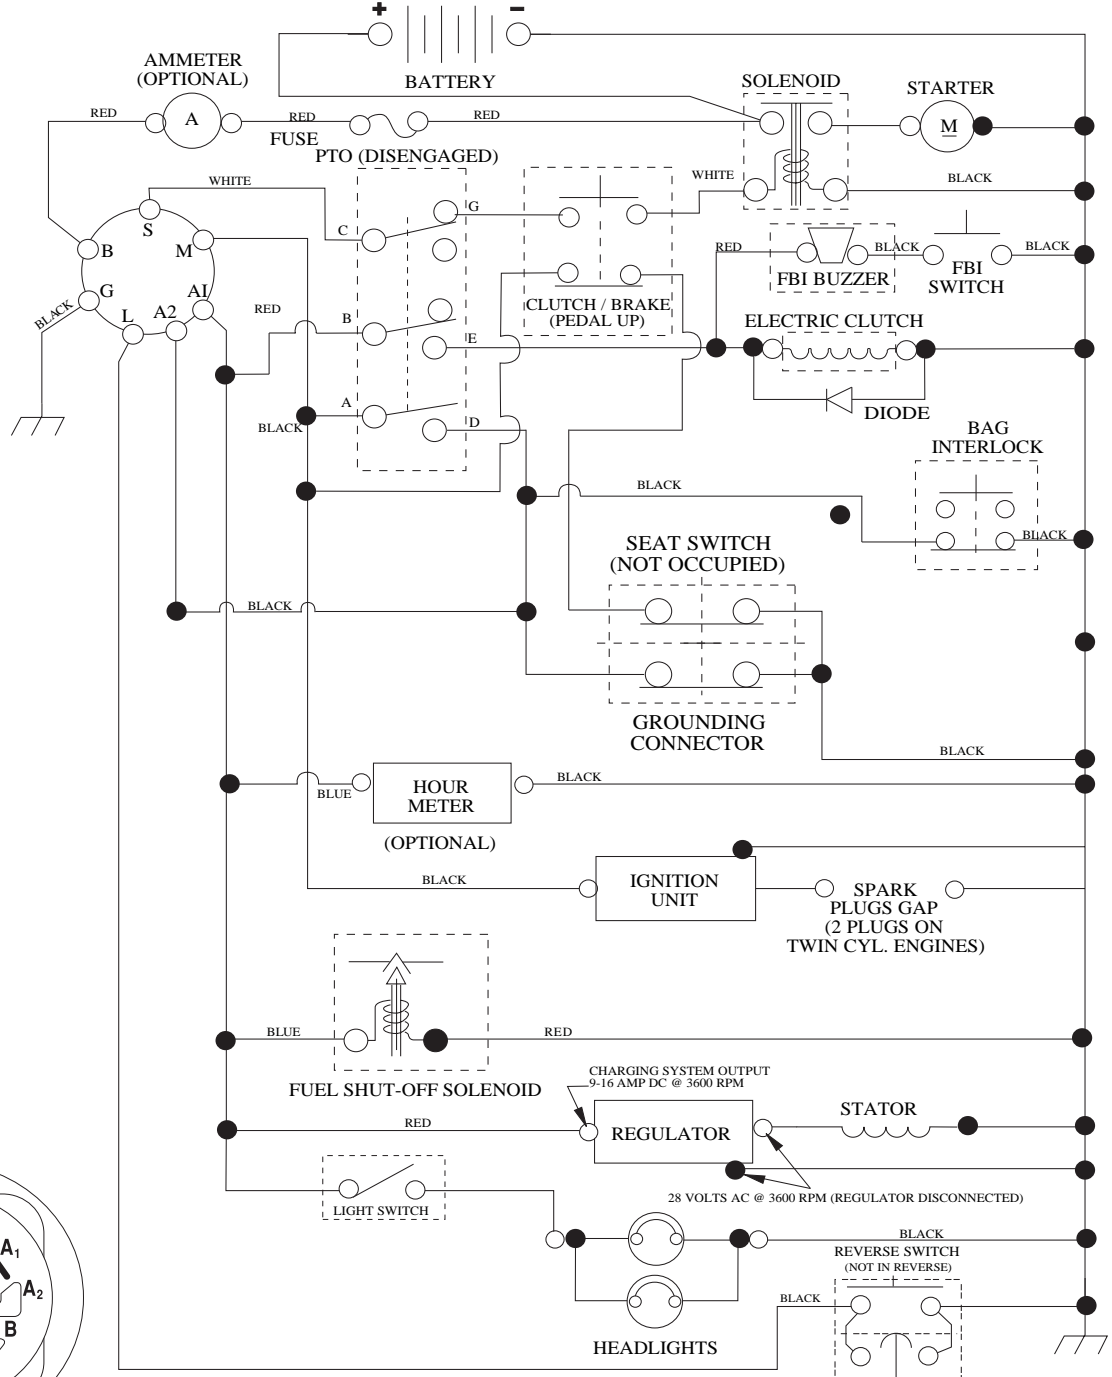 + −
BATTERY
AMMETER
(OPTIONAL)
RED
A
RED
FUSE
RED
SOLENOID
STARTER
M
PTO (DISENGAGED)
WHITE
WHITE
BLACK
S
B
M
G
L
A2
A1
BLACK
RED
C
G
B
E
A
D
BLACK
CLUTCH / BRAKE
(PEDAL UP)
RED
FBI BUZZER
BLACK
FBI
SWITCH
BLACK
ELECTRIC CLUTCH
DIODE
BAG
INTERLOCK
BLACK
BLACK
SEAT SWITCH
(NOT OCCUPIED)
BLACK
GROUNDING
CONNECTOR
BLACK
BLUE
HOUR
METER
BLACK
(OPTIONAL)
BLACK
IGNITION
UNIT
SPARK
PLUGS GAP
(2 PLUGS ON
TWIN CYL. ENGINES)
BLUE
RED
FUEL SHUT-OFF SOLENOID
CHARGING SYSTEM OUTPUT
9-16 AMP DC @ 3600 RPM
RED
REGULATOR
STATOR
28 VOLTS AC @ 3600 RPM (REGULATOR DISCONNECTED)
LIGHT SWITCH
BLACK
REVERSE SWITCH
(NOT IN REVERSE)
BLACK
HEADLIGHTS
A1
A2
B